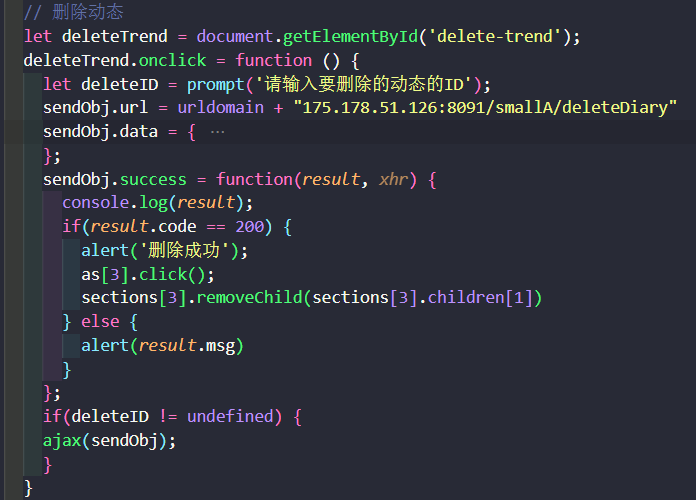 // 删除动态
let deleteTrend = document.getElementById('delete-trend');
deleteTrend.onclick = function () {
let deleteID = prompt('请输入要删除的动态的ID');
sendObj.url = urldomain + "175.178.51.126:8091/smallA/deleteDiary"
sendObj.data = { ···
};
sendObj.success = function(result, xhr) {
console.log(result);
if(result.code == 200) {
alert('删除成功');
as[3].click();
sections[3].removeChild(sections[3].children[1])
} else {
alert(result.msg)
}
};
if(deleteID != undefined) {
ajax(sendObj);
}
}